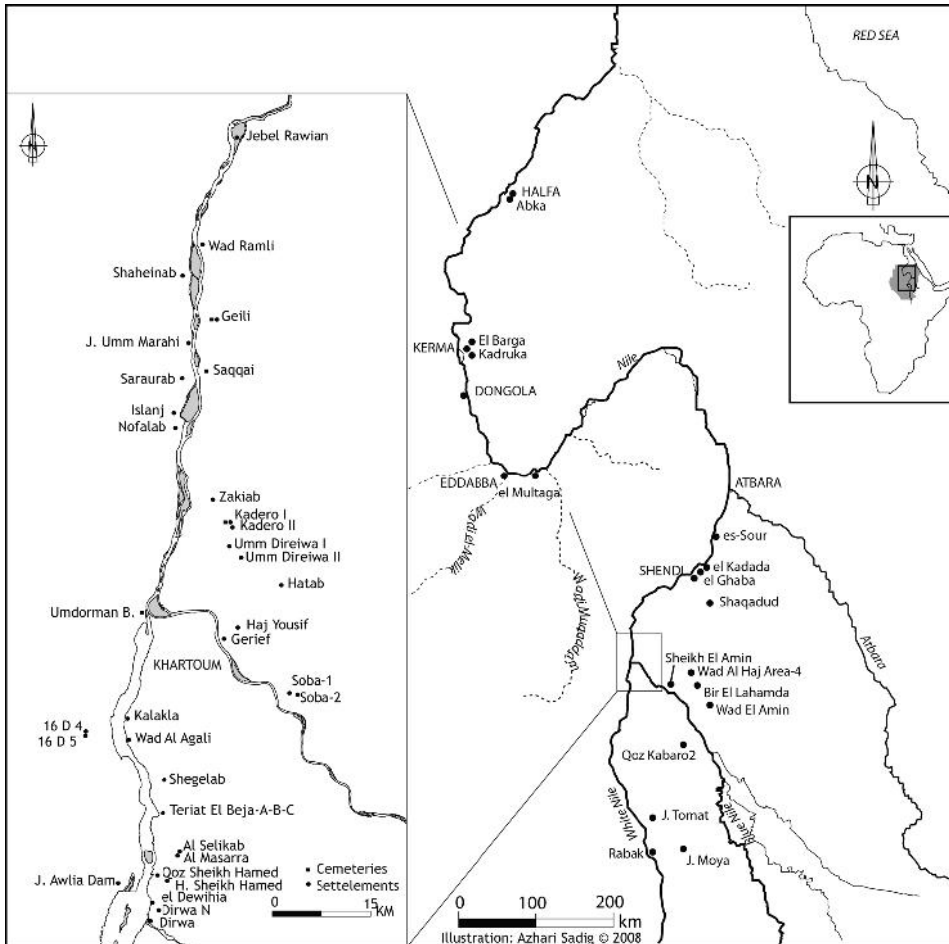 RED SEA
N
N
Jebel Rawian
Wad Ramli
Shaheinab
Geili
J. Umm Marahi
Saqqai
Saraurab
Islanj
Nofalab
Zakiab
Kadero I
Kadero II
Umm Direiwa I
Umm Direiwa II
Hatab
Umdorman B.
Haj Yousif
Gerief
KHARTOUM
Soba-1
Soba-2
Kalakla
16 D 4
16 D 5
Wad Al Agali
Shegelab
Teriat El Beja-A-B-C
Al Selikab
Al Masarra
Qoz Sheikh Hamed
J. Awlia Dam
H. Sheikh Hamed
el Dewihia
Dirwa N
Dirwa
Cemeteries
Settelements
0 15
KM
HALFA
Abka
El Barga
KERMA
Kadruka
DONGOLA
Nile
EDDABBA
el Multaga
Wadi el-Melik
Wadi Muqaddam
ATBARA
es-Sour
el Kadada
SHENDI
el Ghaba
Shaqadud
Atbara
Sheikh El Amin
Wad Al Haj Area-4
Bir El Lahamda
Wad El Amin
Qoz Kabaro2
White Nile
Blue Nile
J. Tomat
Rabak
J. Moya
0 100 200
km
Illustration: Azhari Sadig © 2008